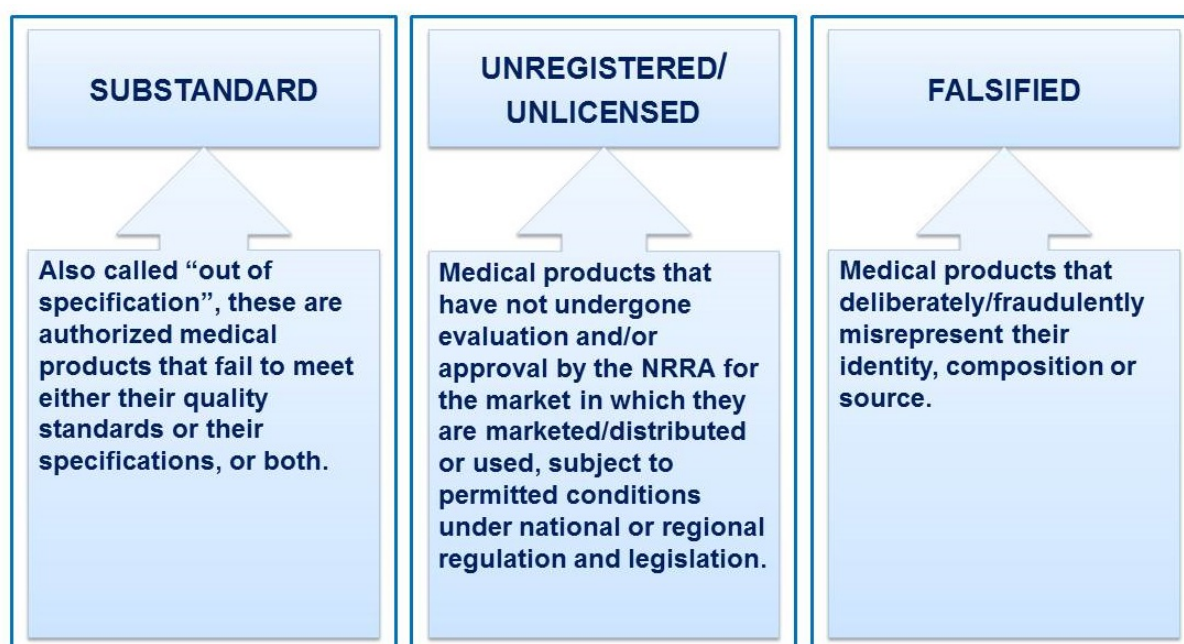 SUBSTANDARD
Also called “out of
specification”, these are
authorized medical
products that fail to meet
either their quality
standards or their
specifications, or both.
UNREGISTERED/
UNLICENSED
Medical products that
have not undergone
evaluation and/or
approval by the NRRA for
the market in which they
are marketed/distributed
or used, subject to
permitted conditions
under national or regional
regulation and legislation.
FALSIFIED
Medical products that
deliberately/fraudulently
misrepresent their
identity, composition or
source.